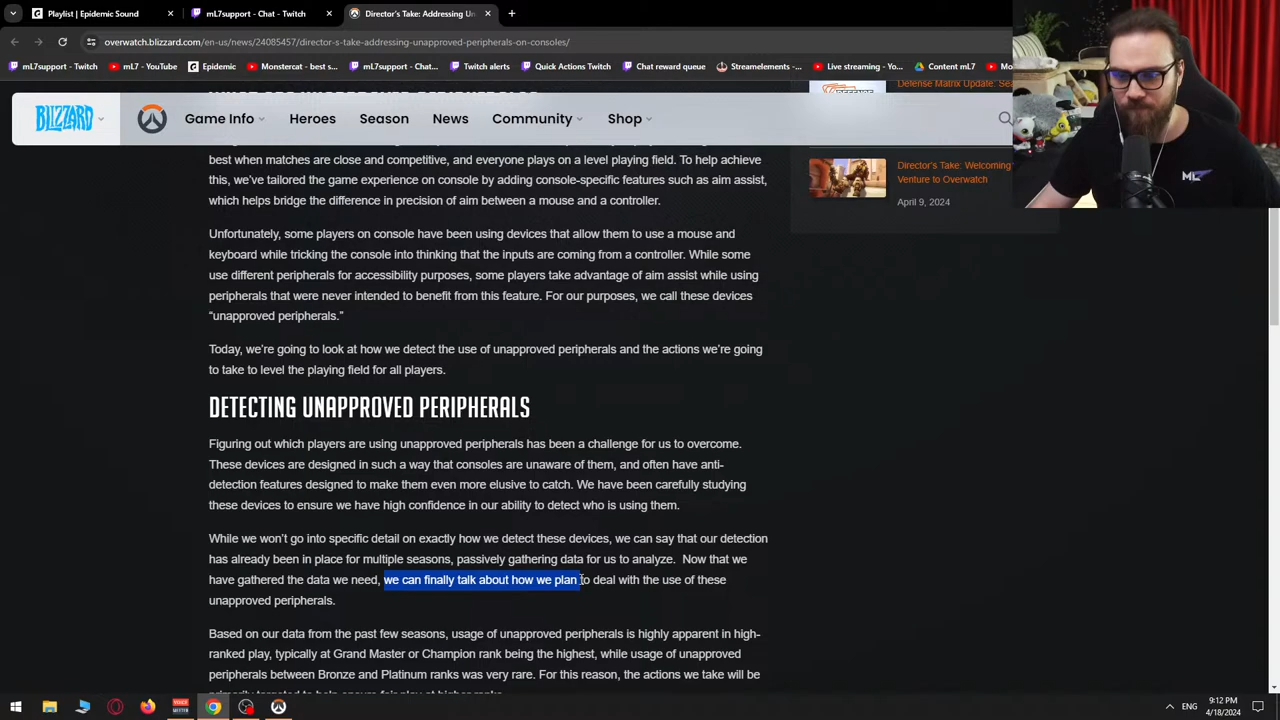 Playlist | Epidemic Sound
mL7support - Chat - Twitch
Director's Take: Addressing Un
overwatch.blizzard.com/en-us/news/24085457/director-s-take-addressing-unapproved-peripherals-on-consoles/
mL7support - Twitch
mL7 - YouTube
Epidemic
Monstercat - best s...
mL7support - Chat...
Twitch alerts
Quick Actions Twitch
Chat reward queue
Streamelements - ...
Live streaming - Yo...
Content mL7
BLIZZARD
Game Info
Heroes
Season
News
Community
Shop
best when matches are close and competitive, and everyone plays on a level playing field. To help achieve
this, we've tailored the game experience on console by adding console-specific features such as aim assist,
which helps bridge the difference in precision of aim between a mouse and a controller.
Unfortunately, some players on console have been using devices that allow them to use a mouse and
keyboard while tricking the console into thinking that the inputs are coming from a controller. While some
use different peripherals for accessibility purposes, some players take advantage of aim assist while using
peripherals that were never intended to benefit from this feature. For our purposes, we call these devices
“unapproved peripherals.”
Today, we're going to look at how we detect the use of unapproved peripherals and the actions we're going
to take to level the playing field for all players.
DETECTING UNAPPROVED PERIPHERALS
Figuring out which players are using unapproved peripherals has been a challenge for us to overcome.
These devices are designed in such a way that consoles are unaware of them, and often have anti-
detection features designed to make them even more elusive to catch. We have been carefully studying
these devices to ensure we have high confidence in our ability to detect who is using them.
While we won't go into specific detail on exactly how we detect these devices, we can say that our detection
has already been in place for multiple seasons, passively gathering data for us to analyze. Now that we
have gathered the data we need, we can finally talk about how we plan to deal with the use of these
unapproved peripherals.
Based on our data from the past few seasons, usage of unapproved peripherals is highly apparent in high-
ranked play, typically at Grand Master or Champion rank being the highest, while usage of unapproved
peripherals between Bronze and Platinum ranks was very rare. For this reason, the actions we take will be
Defense Matrix Update: Sea
Director's Take: Welcoming
Venture to Overwatch
April 9, 2024
ML
VOICE
MEETER
ENG
9:12 PM
4/18/2024